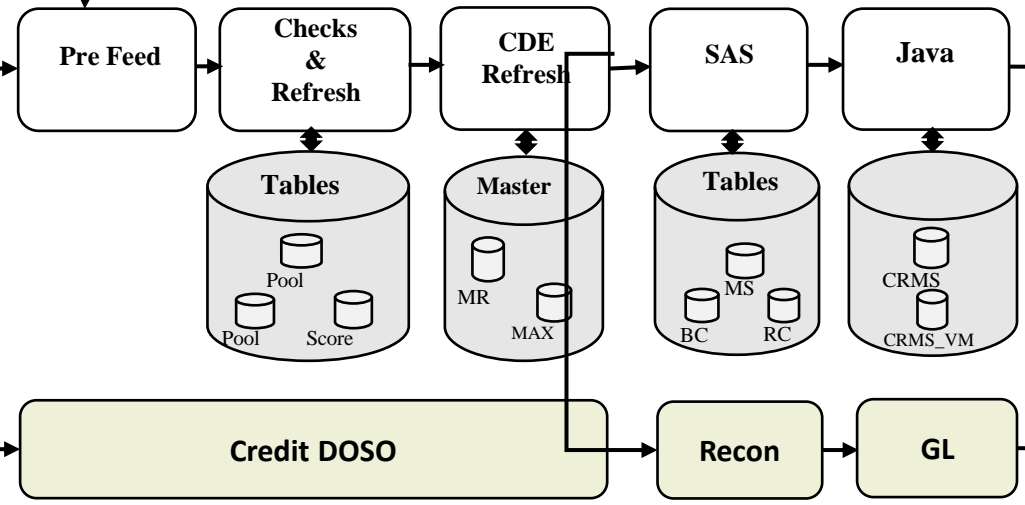 Pre Feed
Checks
&
Refresh
CDE
Refresh
SAS
Java
Tables
Pool
Pool
Score
Master
MR
MAX
Tables
MS
BC
RC
CRMS
CRMS_VM
Credit DOSO
Recon
GL